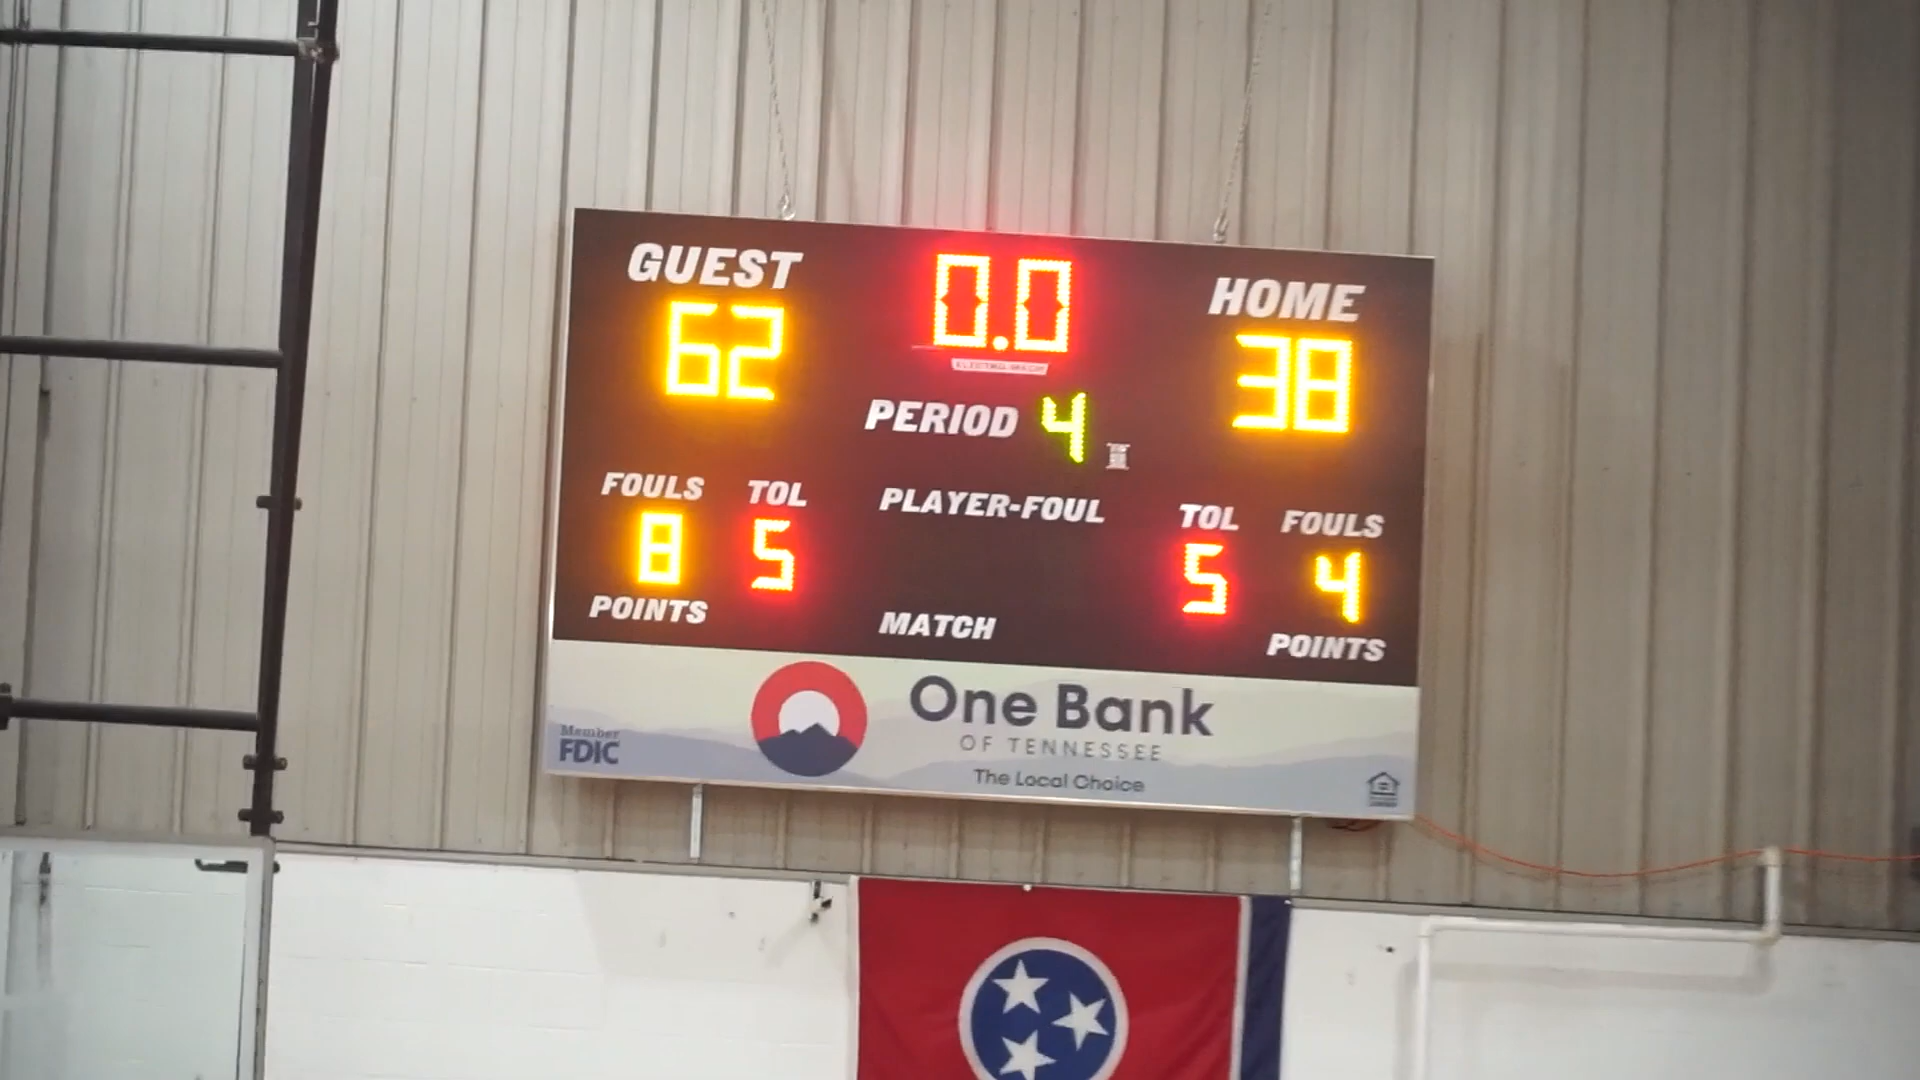 GUEST
0.0
HOME
62
38
PERIOD 4
FOULS
TOL
PLAYER-FOUL
TOL
FOULS
8
5
5
4
POINTS
MATCH
POINTS
One Bank
OF TENNESSEE
The Local Choice
Member
FDIC